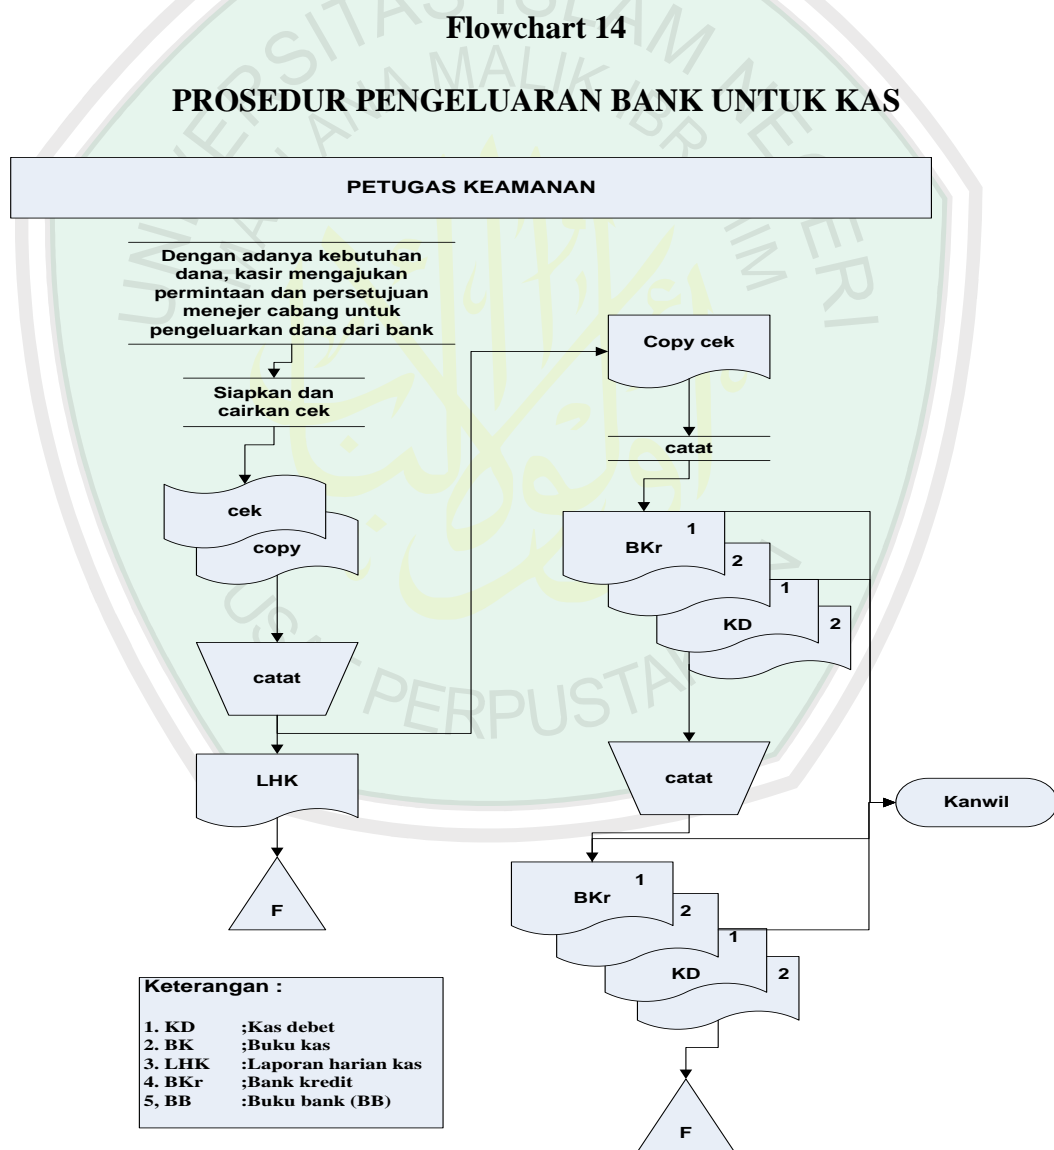 Flowchart 14
PROSEDUR PENGELUARAN BANK UNTUK KAS
PETUGAS KEAMANAN
Dengan adanya kebutuhan
dana, kasir mengajukan
permintaan dan persetujuan
menejer cabang untuk
pengeluarkan dana dari bank
Siapkan dan
cairkan cek
cek
copy
catat
LHK
F
Copy cek
catat
BKr 1
2
KD 1
2
catat
Kanwil
BKr 1
2
KD 1
2
F
Keterangan :
1. KD ;Kas debet
2. BK ;Buku kas
3. LHK :Laporan harian kas
4. BKr ;Bank kredit
5, BB :Buku bank (BB)